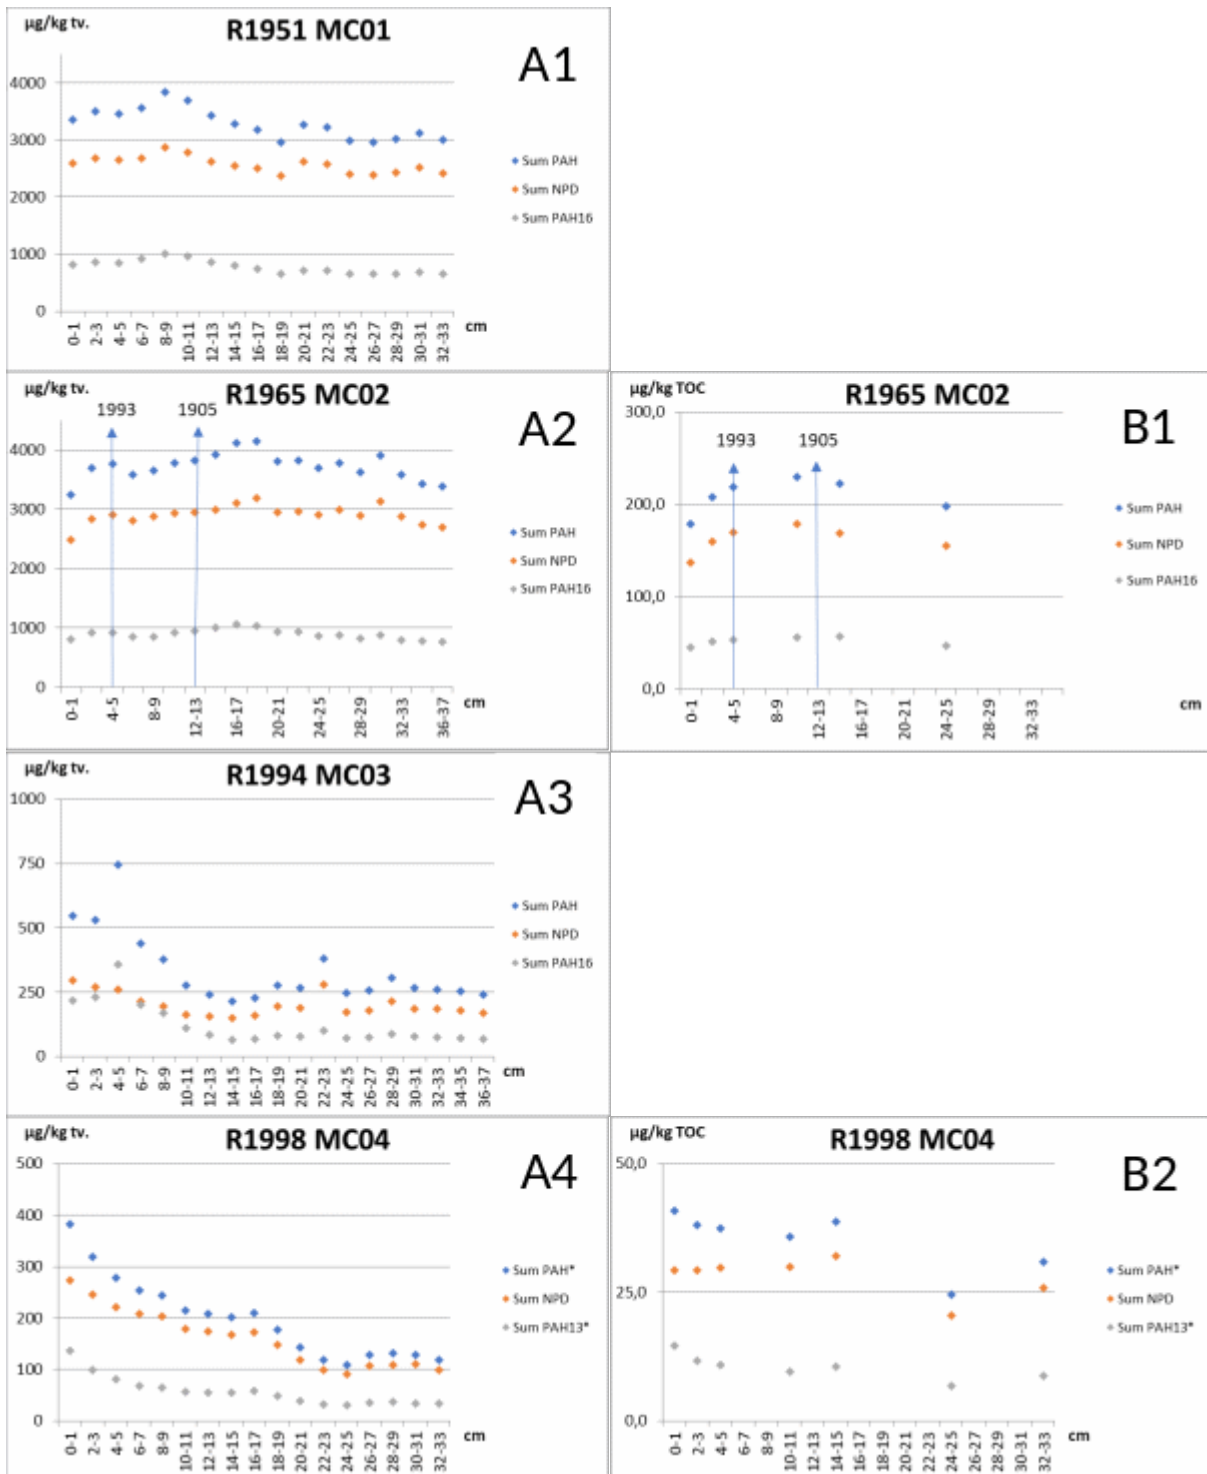 µg/kg tv.
R1951 MC01
A1
4000
3000
2000
1000
0
0-1
2-3
4-5
6-7
8-9
10-11
12-13
14-15
16-17
18-19
20-21
22-23
24-25
26-27
28-29
30-31
32-33
cm
Sum PAH
Sum NPD
Sum PAH16
µg/kg tv.
R1965 MC02
A2
1993
1905
4000
3000
2000
1000
0
0-1
4-5
8-9
12-13
16-17
20-21
24-25
28-29
32-33
36-37
cm
Sum PAH
Sum NPD
Sum PAH16
µg/kg TOC
R1965 MC02
B1
300,0
200,0
100,0
0,0
1993
1905
0-1
4-5
8-9
12-13
16-17
20-21
24-25
28-29
32-33
cm
Sum PAH
Sum NPD
Sum PAH16
µg/kg tv.
R1994 MC03
A3
1000
750
500
250
0
0-1
2-3
4-5
6-7
8-9
10-11
12-13
14-15
16-17
18-19
20-21
22-23
24-25
26-27
28-29
30-31
32-33
34-35
36-37
cm
Sum PAH
Sum NPD
Sum PAH16
µg/kg tv.
R1998 MC04
A4
500
400
300
200
100
0
0-1
2-3
4-5
6-7
8-9
10-11
12-13
14-15
16-17
18-19
20-21
22-23
24-25
26-27
28-29
30-31
32-33
cm
Sum PAH*
Sum NPD
Sum PAH13*
µg/kg TOC
R1998 MC04
B2
50,0
25,0
0,0
0-1
2-3
4-5
6-7
8-9
10-11
12-13
14-15
16-17
18-19
20-21
22-23
24-25
26-27
28-29
30-31
32-33
cm
Sum PAH*
Sum NPD
Sum PAH13*